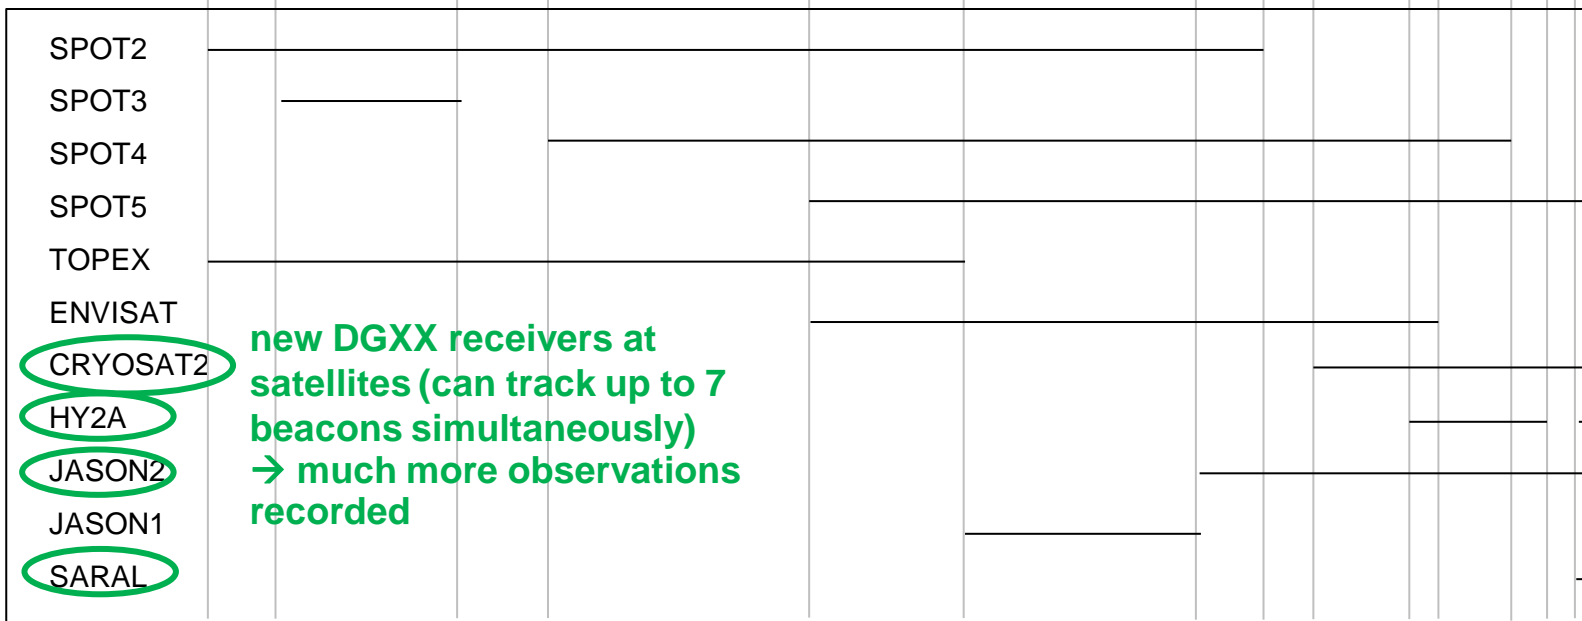 SPOT2
SPOT3
SPOT4
SPOT5
TOPEX
ENVISAT
CRYOSAT2
HY2A
JASON2
JASON1
SARAL
new DGXX receivers at
satellites (can track up to 7
beacons simultaneously)
→ much more observations
recorded